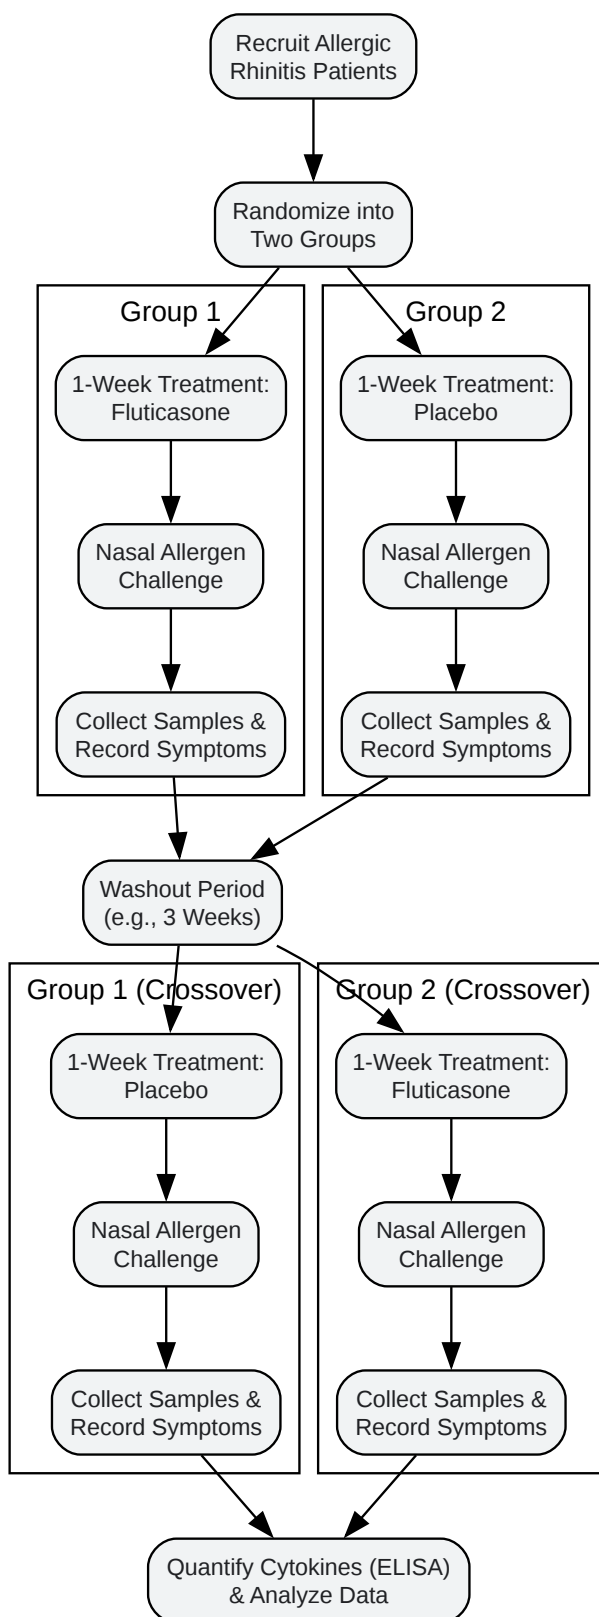 Recruit Allergic
Rhinitis Patients
Randomize into
Two Groups
Group 1
1-Week Treatment:
Fluticasone
Nasal Allergen
Challenge
Collect Samples &
Record Symptoms
Group 2
1-Week Treatment:
Placebo
Nasal Allergen
Challenge
Collect Samples &
Record Symptoms
Washout Period
(e.g., 3 Weeks)
Group 1 (Crossover)
1-Week Treatment:
Placebo
Nasal Allergen
Challenge
Collect Samples &
Record Symptoms
Group 2 (Crossover)
1-Week Treatment:
Fluticasone
Nasal Allergen
Challenge
Collect Samples &
Record Symptoms
Quantify Cytokines (ELISA)
& Analyze Data